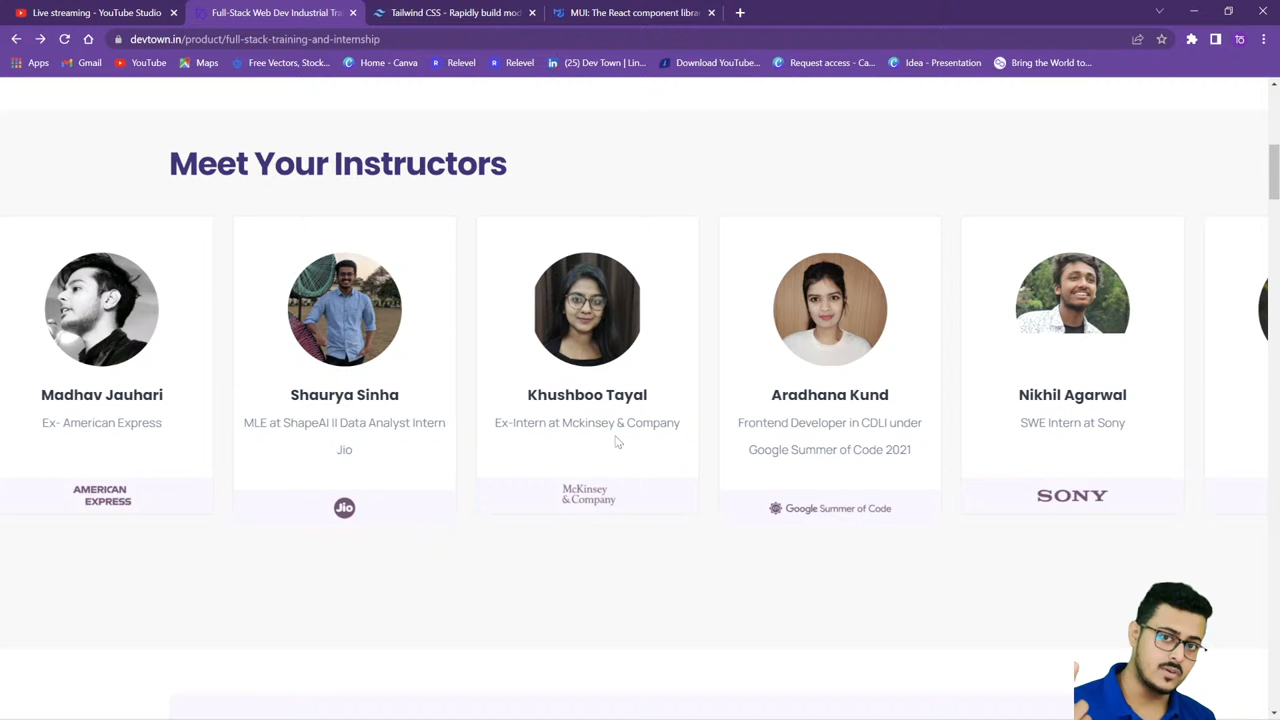 Live streaming - YouTube Studio
Full-Stack Web Dev Industrial Trai
Tailwind CSS - Rapidly build mod
MUI: The React component librar
devtown.in/product/full-stack-training-and-internship
Apps
Gmail
YouTube
Maps
Free Vectors, Stock...
Home - Canva
Relevel
Relevel
(25) Dev Town | Lin...
Download YouTube...
Request access - Ca...
Idea - Presentation
Bring the World to...
Meet Your Instructors
Madhav Jauhari
Ex- American Express
AMERICAN
EXPRESS
Shaurya Sinha
MLE at ShapeAI II Data Analyst Intern
Jio
Jio
Khushboo Tayal
Ex-Intern at Mckinsey & Company
McKinsey
& Company
Aradhana Kund
Frontend Developer in CDLI under
Google Summer of Code 2021
Google Summer of Code
Nikhil Agarwal
SWE Intern at Sony
SONY